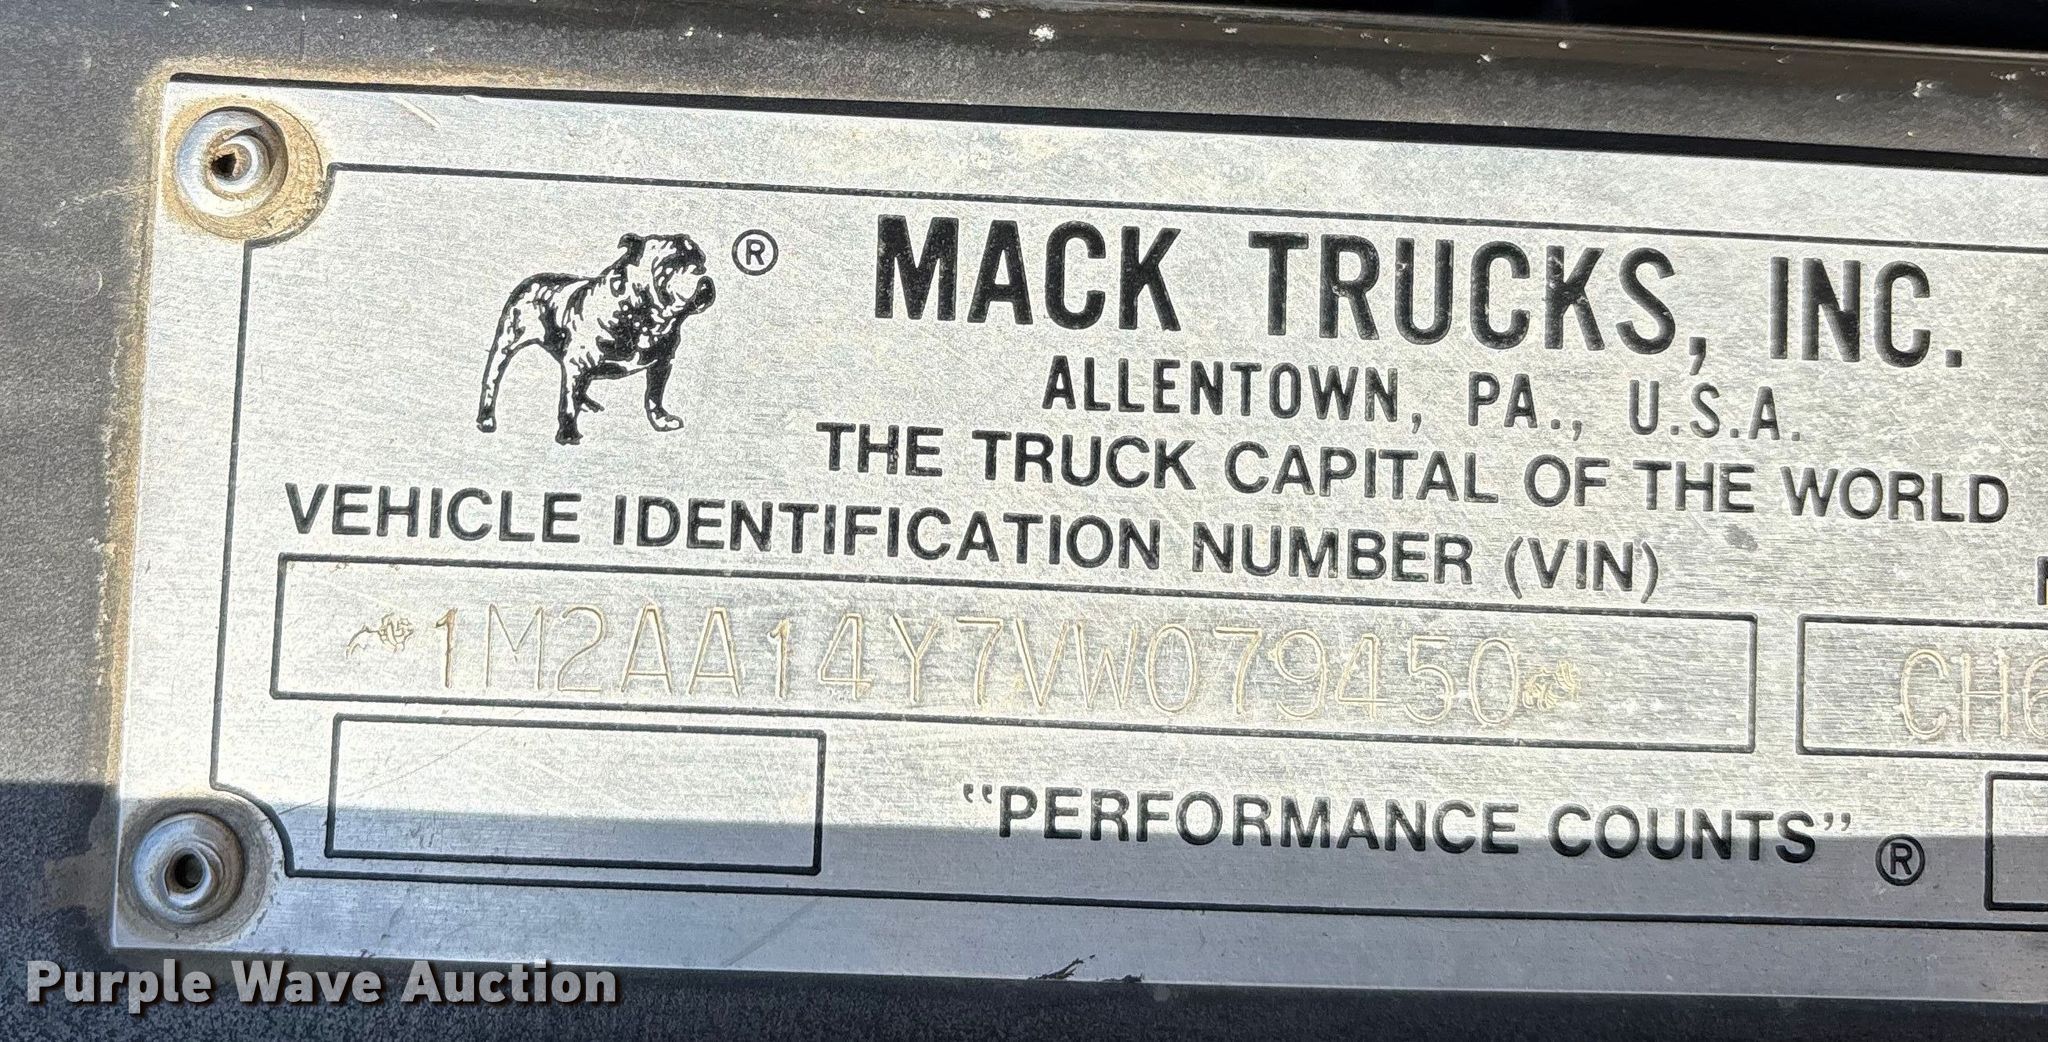 ® MACK TRUCKS, INC.
ALLENTOWN, PA., U.S.A.
THE TRUCK CAPITAL OF THE WORLD
VEHICLE IDENTIFICATION NUMBER (VIN)
1M2AA14Y7VW079450 CH6
"PERFORMANCE COUNTS" ®
Purple Wave Auction